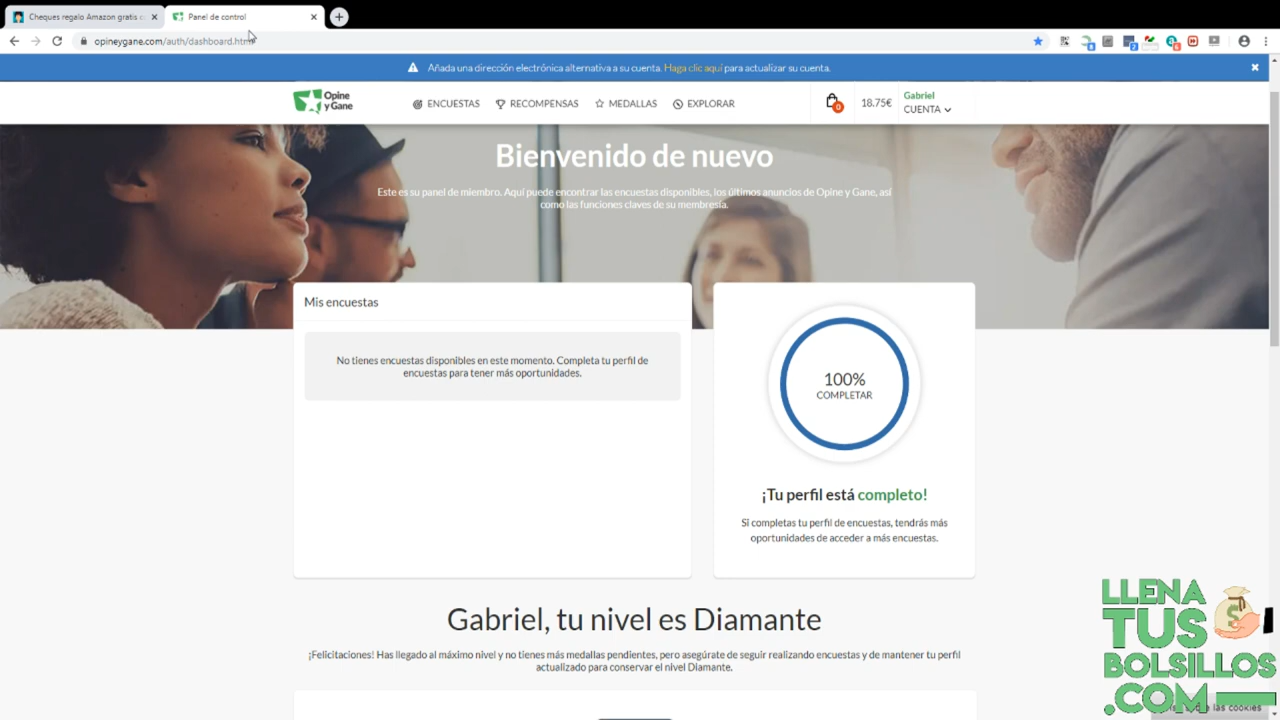 Cheques regalo Amazon gratis
Panel de control
opineygane.com/auth/dashboard.html
Añada una dirección electrónica alternativa a su cuenta. Haga clic aquí para actualizar su cuenta.
Opine
y Gane
ENCUESTAS
RECOMPENSAS
MEDALLAS
EXPLORAR
0
18.75€
Gabriel
CUENTA
Bienvenido de nuevo
Este es su panel de miembro. Aquí puede encontrar las encuestas disponibles, los últimos anuncios de Opine y Gane, así
como las funciones claves de su membresía.
Mis encuestas
No tienes encuestas disponibles en este momento. Completa tu perfil de
encuestas para tener más oportunidades.
100%
COMPLETAR
¡Tu perfil está completo!
Si completas tu perfil de encuestas, tendrás más
oportunidades de acceder a más encuestas.
Gabriel, tu nivel es Diamante
¡Felicitaciones! Has llegado al máximo nivel y no tienes más medallas pendientes, pero asegúrate de seguir realizando encuestas y de mantener tu perfil
actualizado para conservar el nivel Diamante.
LLENA
TUS
BOLSILLOS
.COM
las cookies